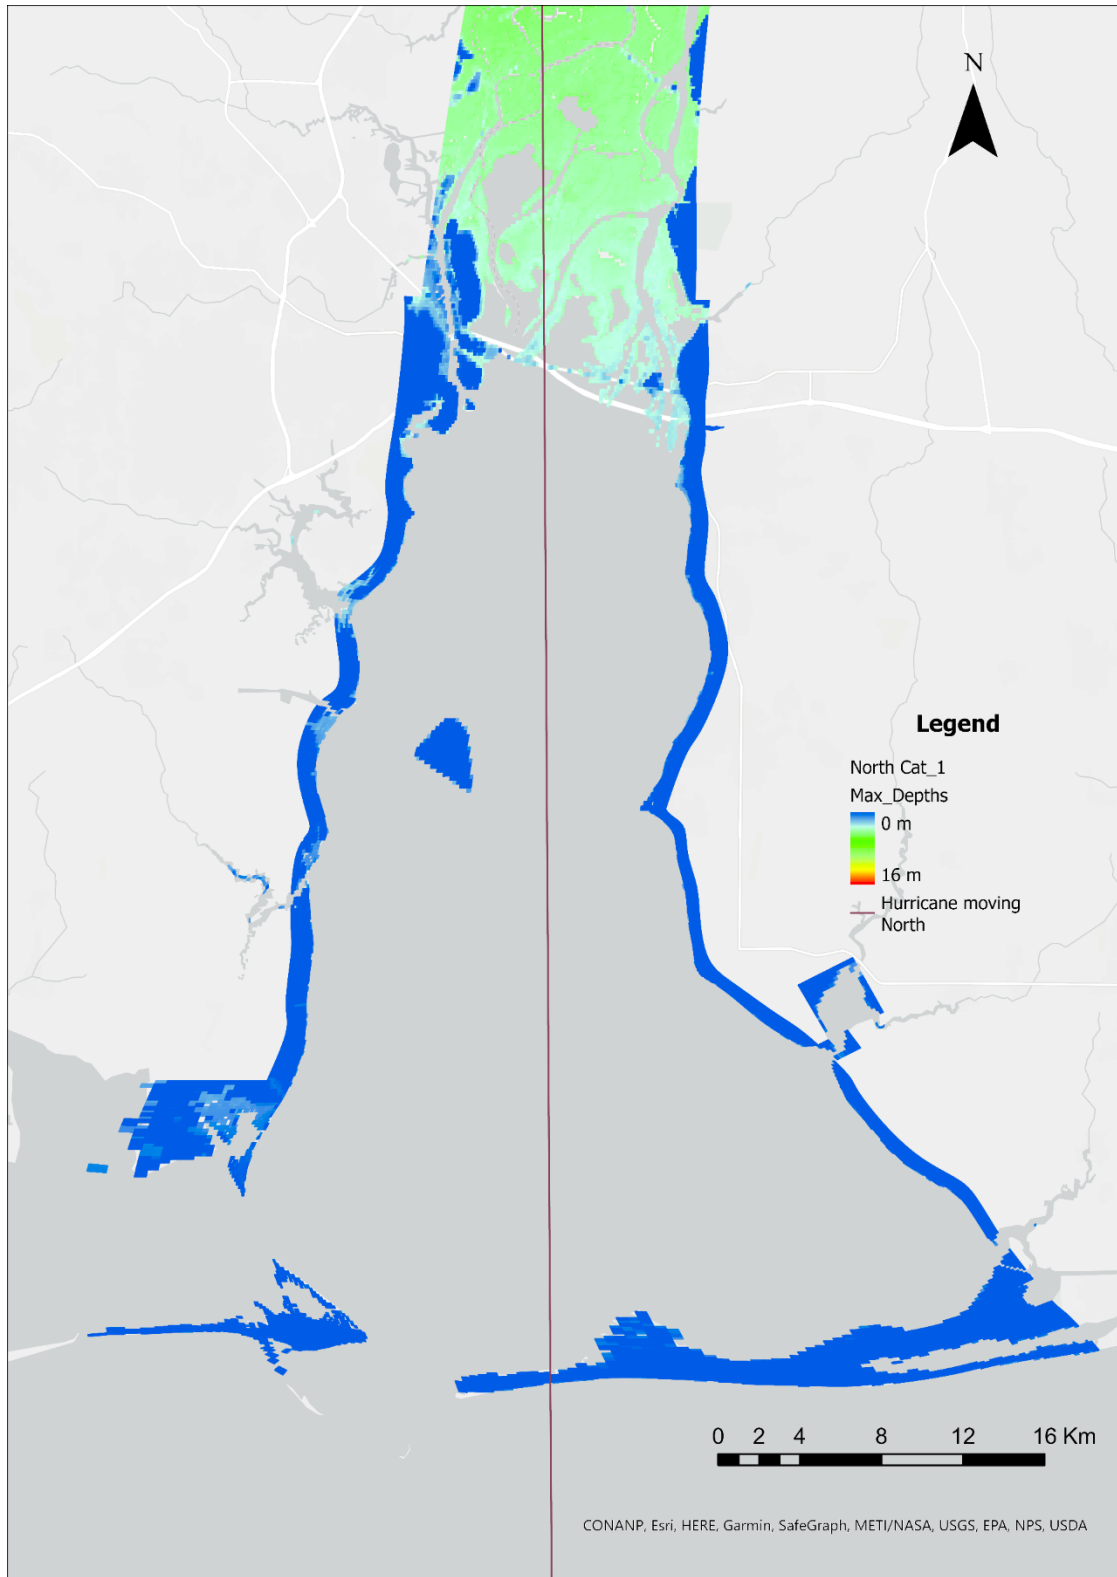 N
Legend
North Cat_1
Max_Depths
0 m
16 m
Hurricane moving
North
0 2 4 8 12 16 Km
CONANP, Esri, HERE, Garmin, SafeGraph, METI/NASA, USGS, EPA, NPS, USDA